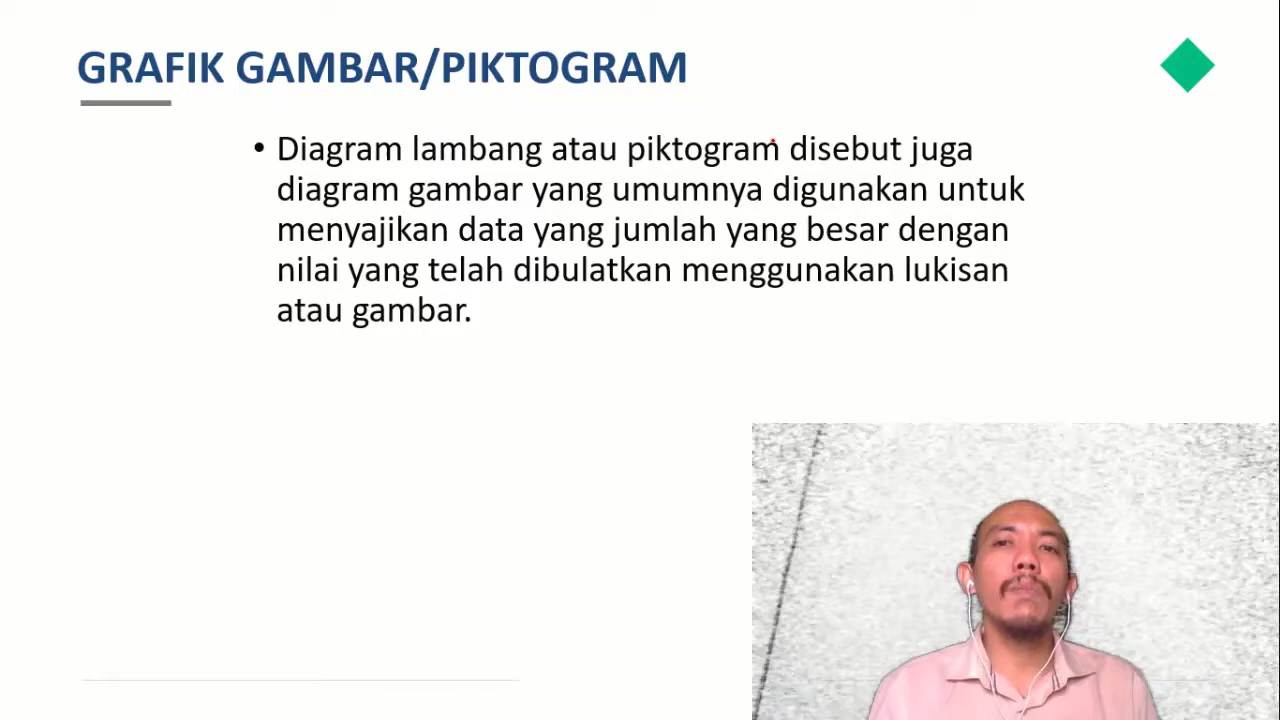 GRAFIK GAMBAR/PIKTOGRAM
• Diagram lambang atau piktogram disebut juga
diagram gambar yang umumnya digunakan untuk
menyajikan data yang jumlah yang besar dengan
nilai yang telah dibulatkan menggunakan lukisan
atau gambar.